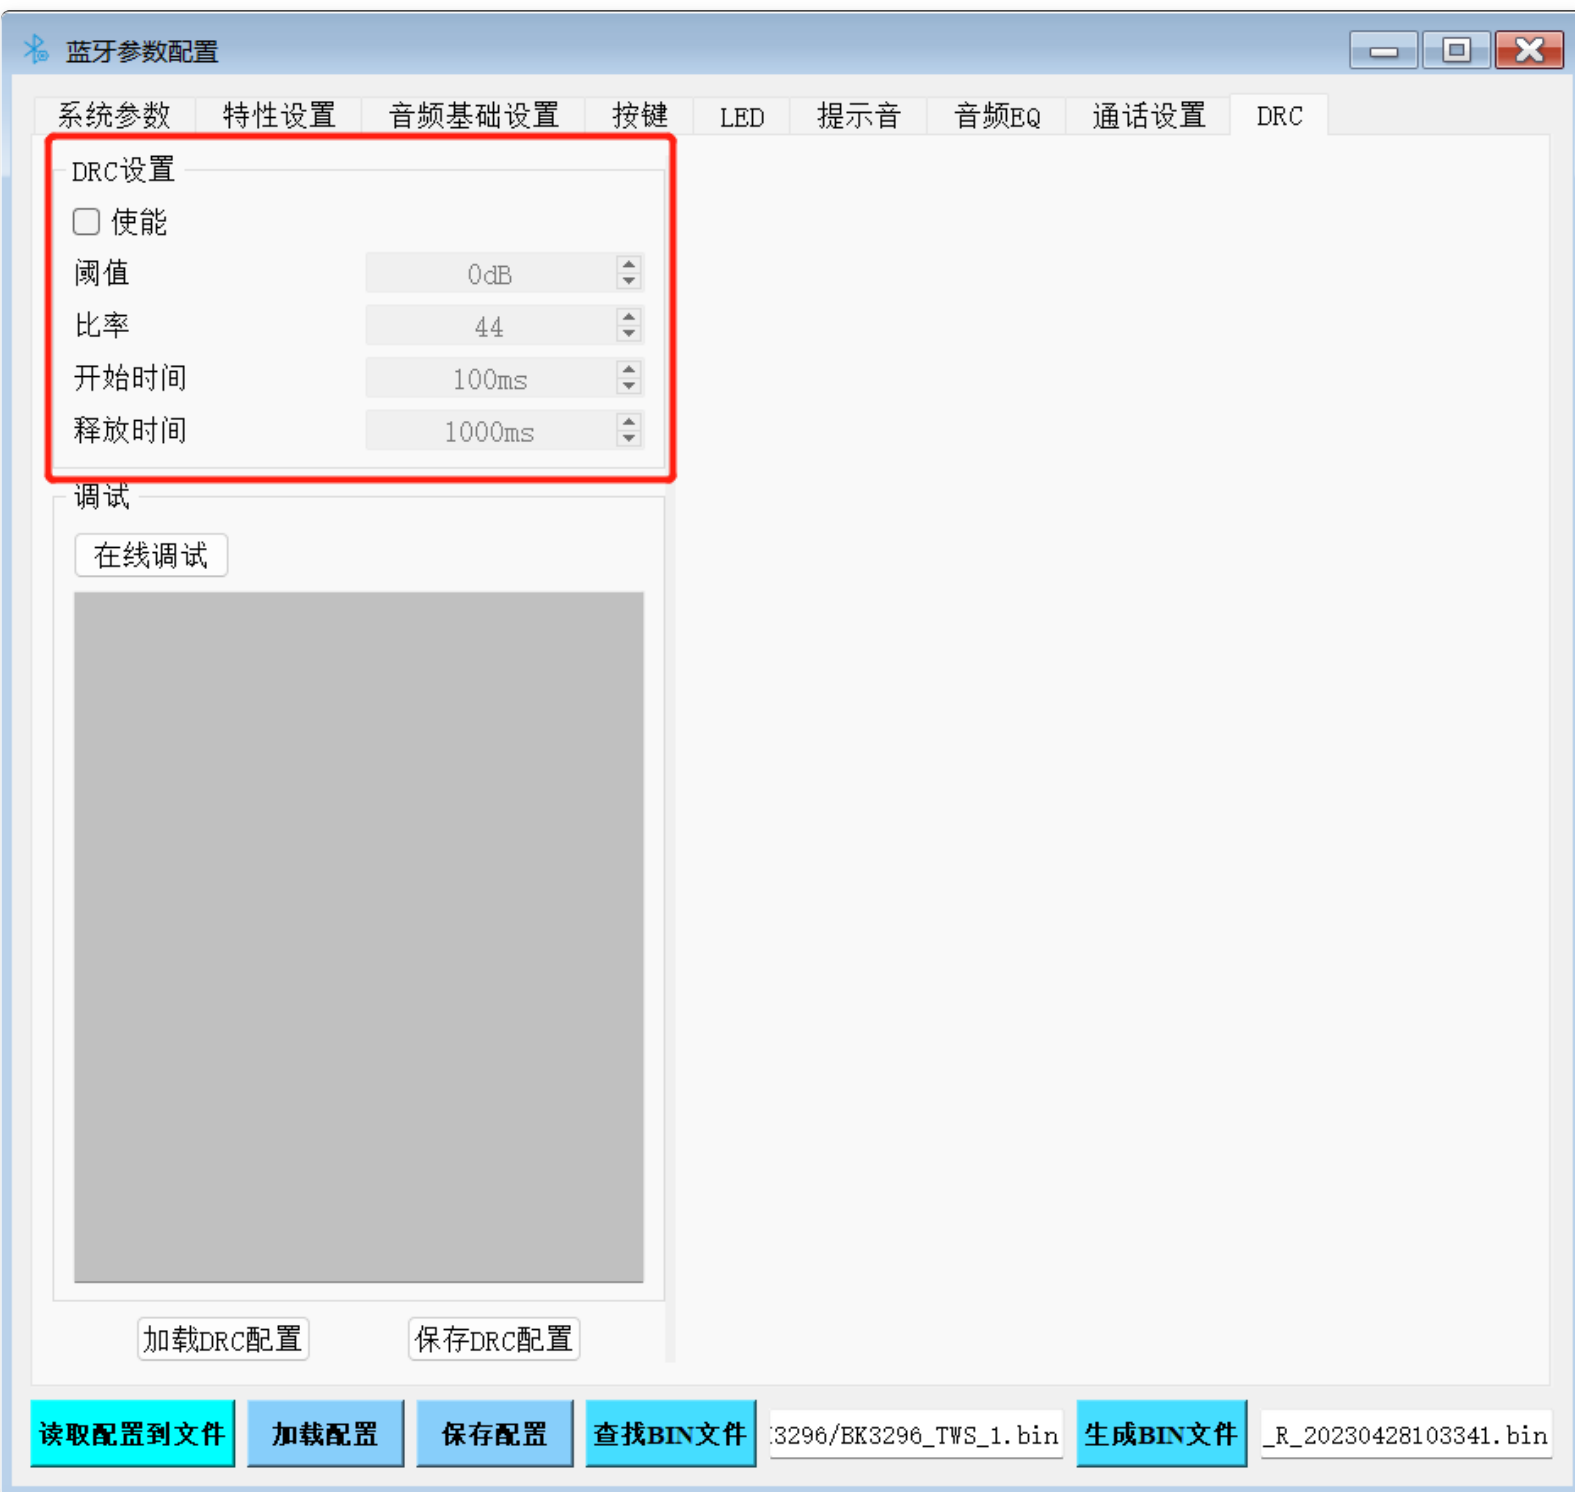 蓝牙参数配置
系统参数 特性设置 音频基础设置 按键 LED 提示音 音频EQ 通话设置 DRC
DRC设置
使能
阈值 0dB
比率 44
开始时间 100ms
释放时间 1000ms
调试
在线调试
加载DRC配置 保存DRC配置
读取配置到文件 加载配置 保存配置 查找BIN文件 3296/BK3296_TWS_1.bin 生成BIN文件 _R_20230428103341.bin